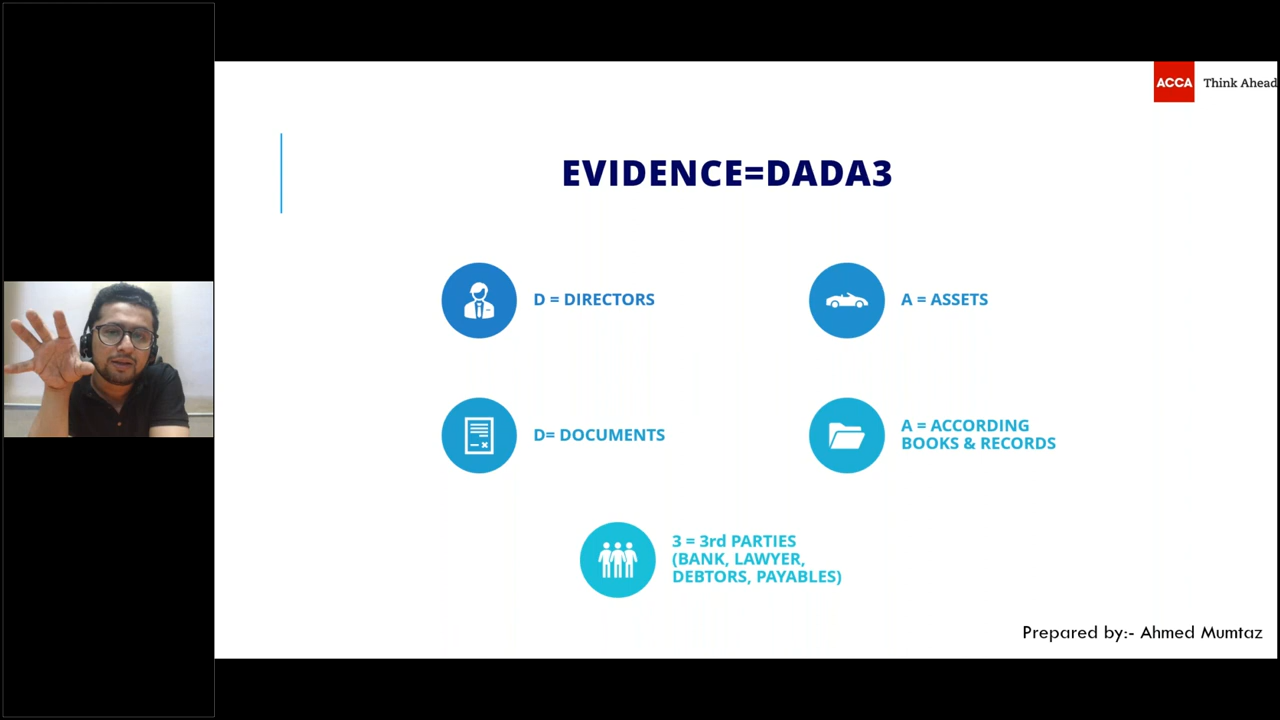 ACCA Think Ahead
EVIDENCE=DADA3
D = DIRECTORS
A = ASSETS
D= DOCUMENTS
A = ACCORDING
BOOKS & RECORDS
3 = 3rd PARTIES
(BANK, LAWYER,
DEBTORS, PAYABLES)
Prepared by:- Ahmed Mumtaz